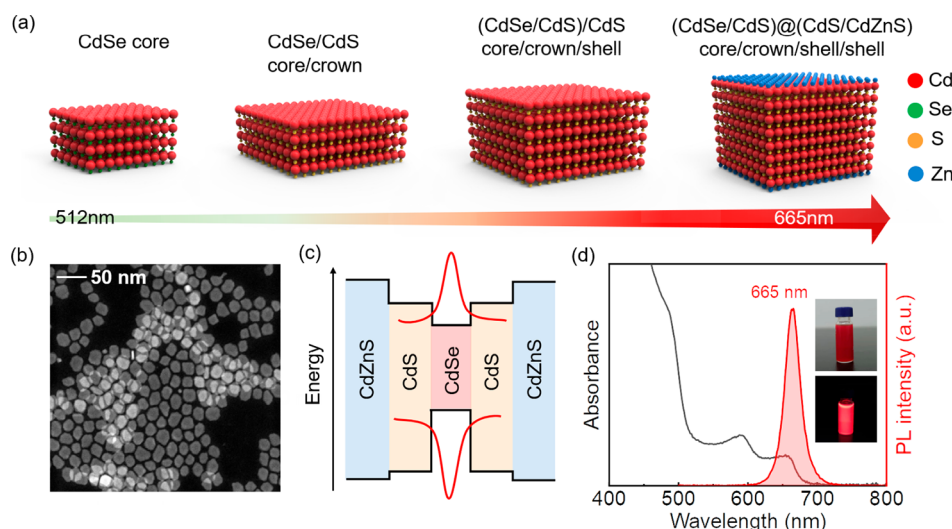 (a)
CdSe core
CdSe/CdS
core/crown
(CdSe/CdS)/CdS
core/crown/shell
(CdSe/CdS)@(CdS/CdZnS)
core/crown/shell/shell
Cd
Se
S
Zn
512nm
665nm
(b)
50 nm
(c)
Energy
CdZnS
CdS
CdSe
CdS
CdZnS
(d)
665 nm
Absorbance
PL intensity (a.u.)
400
500
600
700
800
Wavelength (nm)